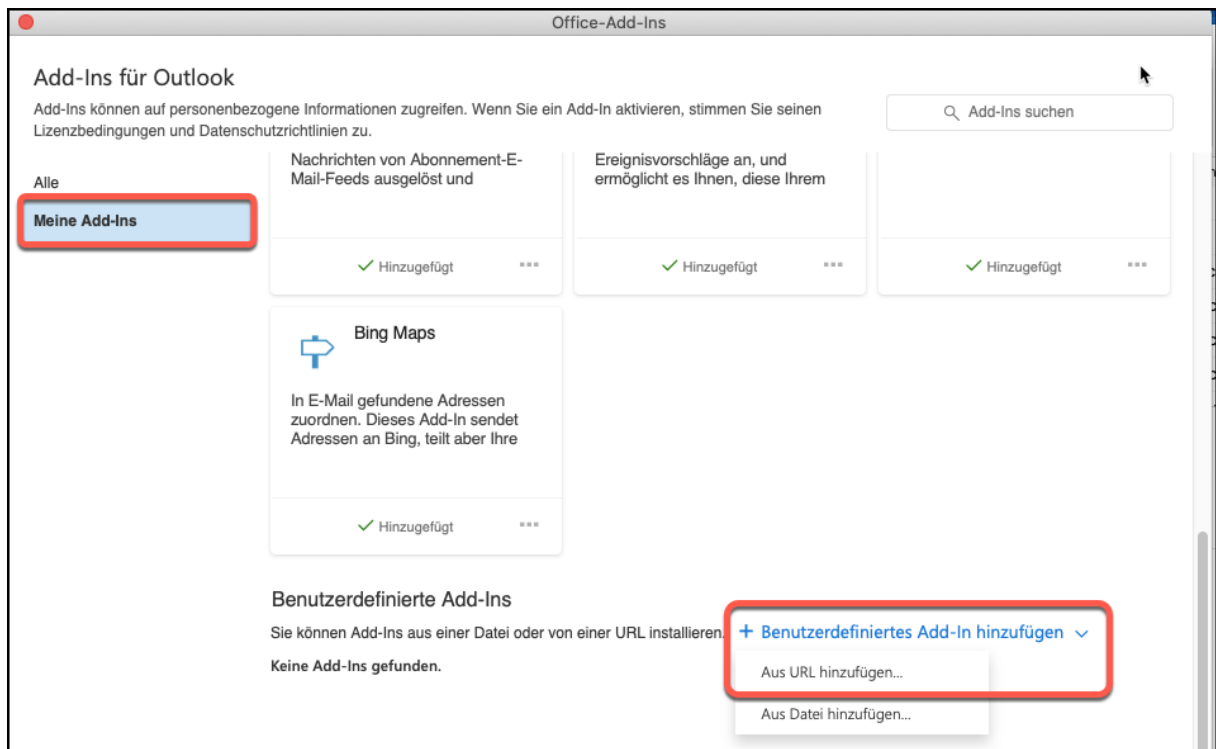 Office-Add-Ins
Add-Ins für Outlook
Add-Ins können auf personenbezogene Informationen zugreifen. Wenn Sie ein Add-In aktivieren, stimmen Sie seinen
Lizenzbedingungen und Datenschutzrichtlinien zu.
Add-Ins suchen
Alle
Meine Add-Ins
Nachrichten von Abonnement-E-
Mail-Feeds ausgelöst und
Ereignisvorschläge an, und
ermöglicht es Ihnen, diese Ihrem
Hinzugefügt
Hinzugefügt
Hinzugefügt
Bing Maps
In E-Mail gefundene Adressen
zuordnen. Dieses Add-In sendet
Adressen an Bing, teilt aber Ihre
Hinzugefügt
Benutzerdefinierte Add-Ins
Sie können Add-Ins aus einer Datei oder von einer URL installieren.
+ Benutzerdefiniertes Add-In hinzufügen
Keine Add-Ins gefunden.
Aus URL hinzufügen...
Aus Datei hinzufügen...